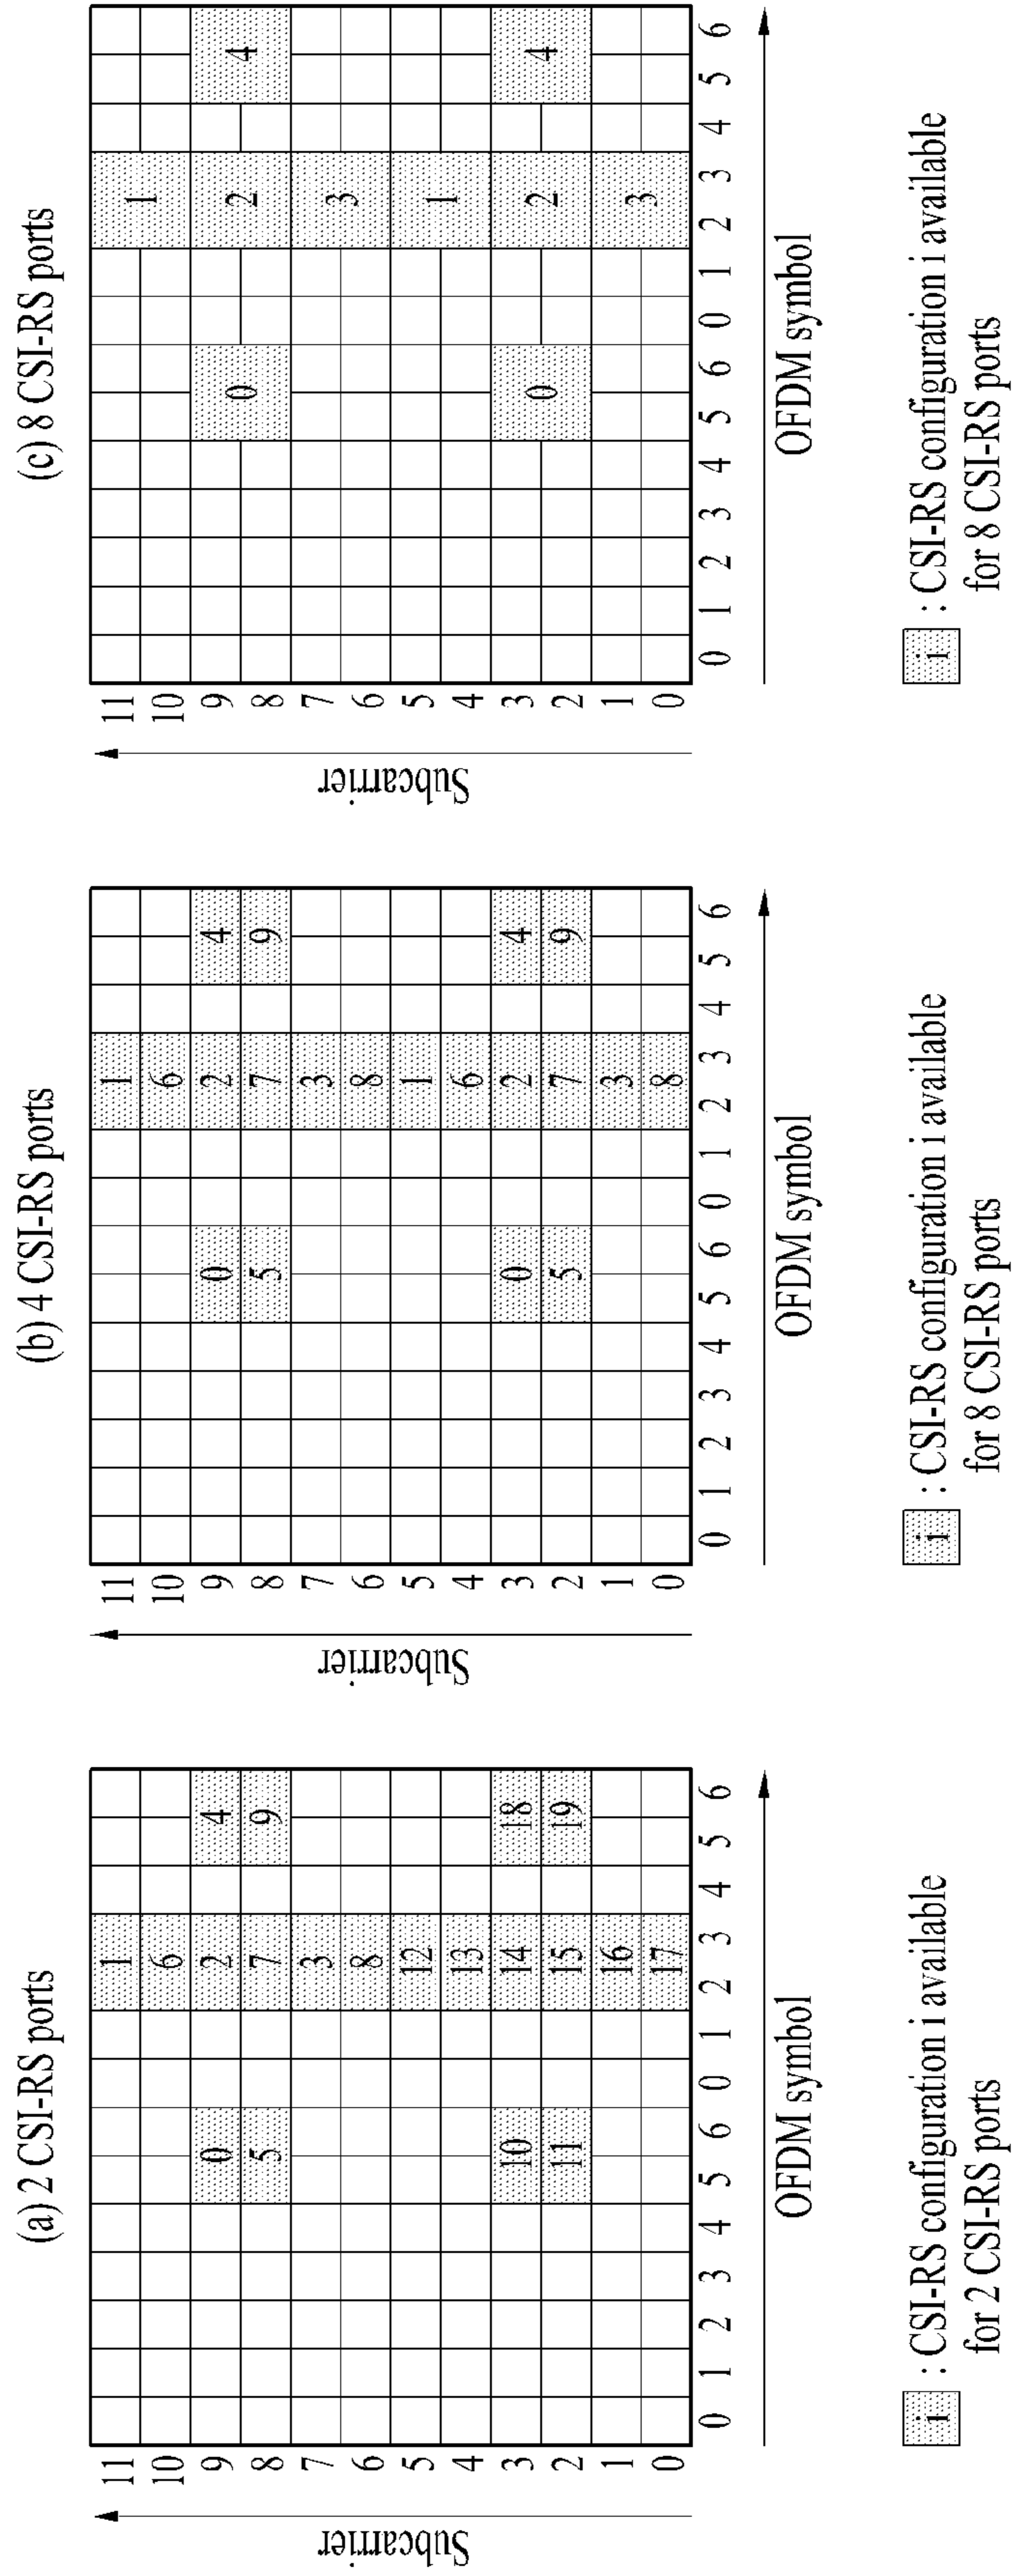 (a) 2 CSI-RS ports
Subcarrier
11 1
10 6
9 0 2 4
8 5 7 9
7 3
6 8
5 12
4 13
3 10 14 18
2 11 15 19
1 16
0 17
0 1 2 3 4 5 6 0 1 2 3 4 5 6
OFDM symbol
i : CSI-RS configuration i available
for 2 CSI-RS ports
(b) 4 CSI-RS ports
Subcarrier
11 1
10 6
9 0 2 4
8 5 7 9
7 3
6 8
5 1
4 6
3 0 2 4
2 5 7 9
1 3
0 8
0 1 2 3 4 5 6 0 1 2 3 4 5 6
OFDM symbol
i : CSI-RS configuration i available
for 8 CSI-RS ports
(c) 8 CSI-RS ports
Subcarrier
11
1
10
9
0 2 4
8
7
3
6
5
1
4
3
0 2 4
2
1
3
0
0 1 2 3 4 5 6 0 1 2 3 4 5 6
OFDM symbol
i : CSI-RS configuration i available
for 8 CSI-RS ports